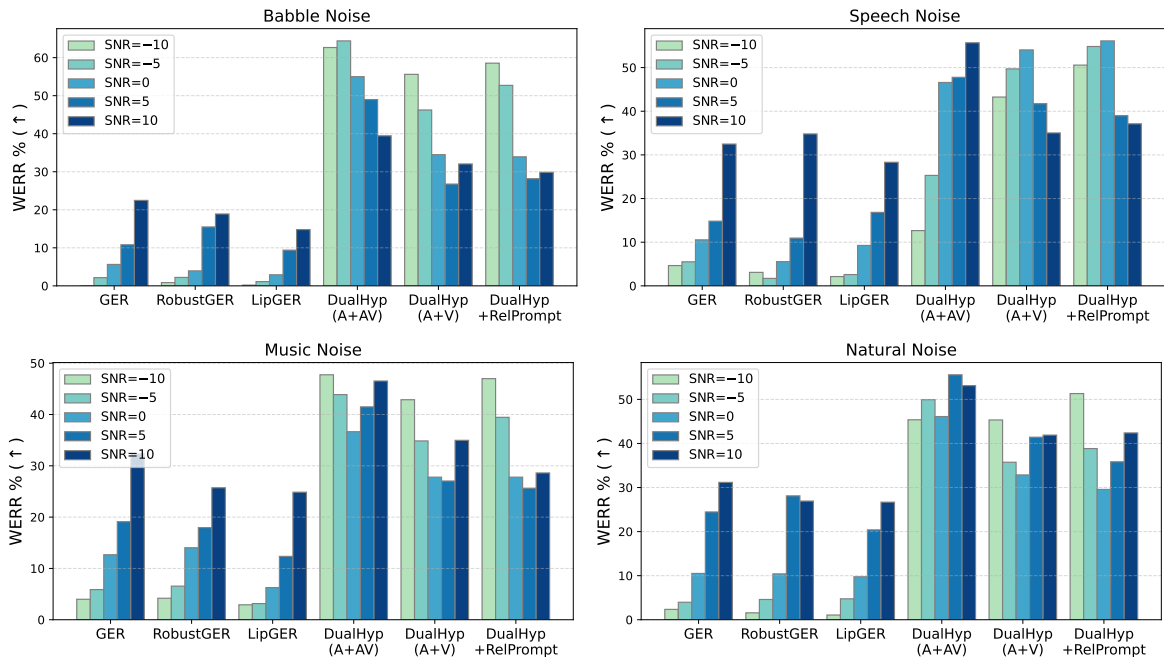 Babble Noise
WERR % (↑)
60
50
40
30
20
10
0
SNR=−10
SNR=−5
SNR=0
SNR=5
SNR=10
GER RobustGER LipGER DualHyp DualHyp DualHyp
(A+AV) (A+V) +RelPrompt
Speech Noise
WERR % (↑)
50
40
30
20
10
0
SNR=−10
SNR=−5
SNR=0
SNR=5
SNR=10
GER RobustGER LipGER DualHyp DualHyp DualHyp
(A+AV) (A+V) +RelPrompt
Music Noise
WERR % (↑)
50
40
30
20
10
0
SNR=−10
SNR=−5
SNR=0
SNR=5
SNR=10
GER RobustGER LipGER DualHyp DualHyp DualHyp
(A+AV) (A+V) +RelPrompt
Natural Noise
WERR % (↑)
50
40
30
20
10
0
SNR=−10
SNR=−5
SNR=0
SNR=5
SNR=10
GER RobustGER LipGER DualHyp DualHyp DualHyp
(A+AV) (A+V) +RelPrompt